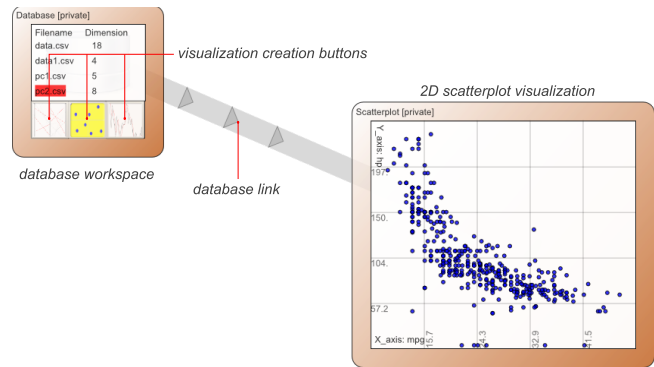 Database [private]
Filename Dimension
data.csv 18
data1.csv 4
pc1.csv 5
pc2.csv 8
visualization creation buttons
database workspace
database link
2D scatterplot visualization
Scatterplot [private]
Y_axis: hp
197.
150.
104.
57.2
X_axis: mpg
15.7
24.3
32.9
41.5